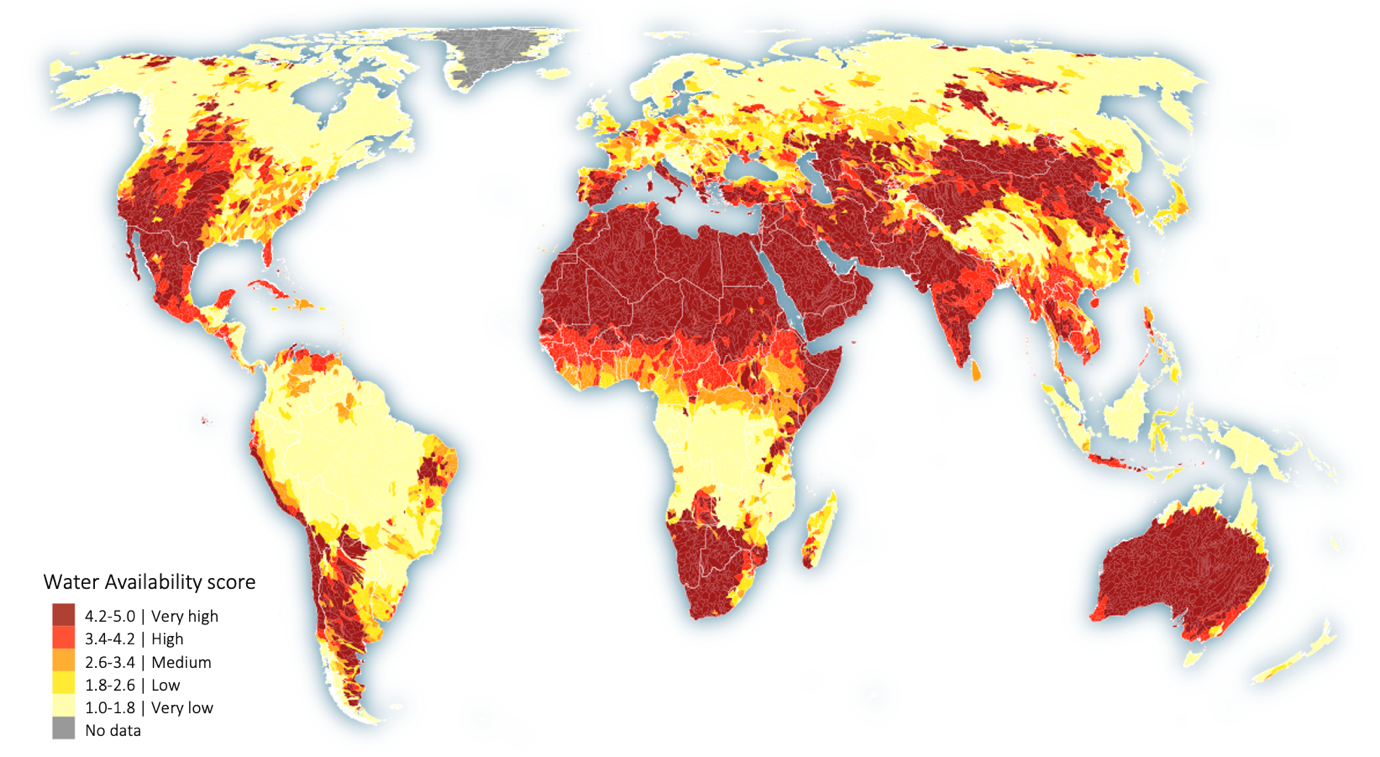 Water Availability score
4.2-5.0 | Very high
3.4-4.2 | High
2.6-3.4 | Medium
1.8-2.6 | Low
1.0-1.8 | Very low
No data